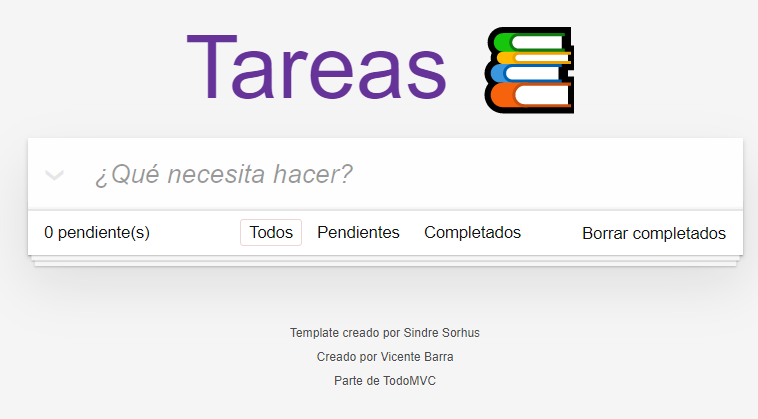 Tareas
¿Qué necesita hacer?
0 pendiente(s) Todos Pendientes Completados Borrar completados
Template creado por Sindre Sorhus
Creado por Vicente Barra
Parte de TodoMVC